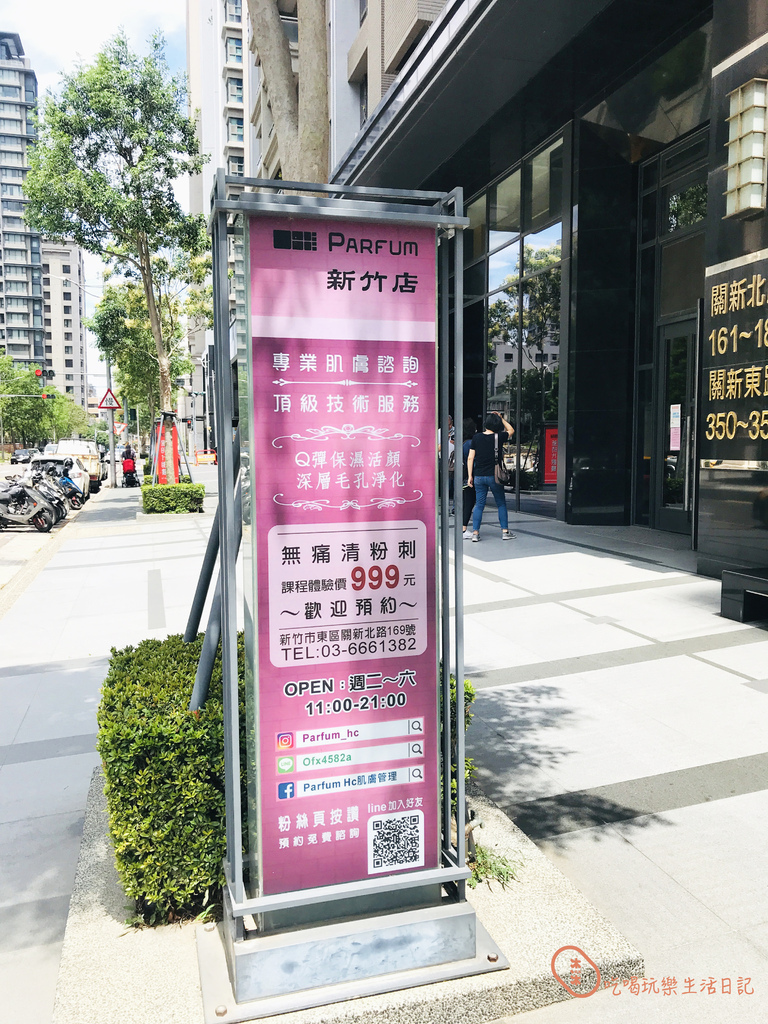 PARFUM
新竹店
專業肌膚諮詢
頂級技術服務
Q彈保濕活顏
深層毛孔淨化
無痛清粉刺
課程體驗價999元
～歡迎預約～
新竹市東區關新北路169號
TEL:03-6661382
OPEN：週二～六
11:00-21:00
Parfum_hc
Ofx4582a
Parfum Hc肌膚管理
粉絲頁按讚
預約免費諮詢
line加入好友
關新北
161~18
關新東路
350~35
吃喝玩樂生活日記